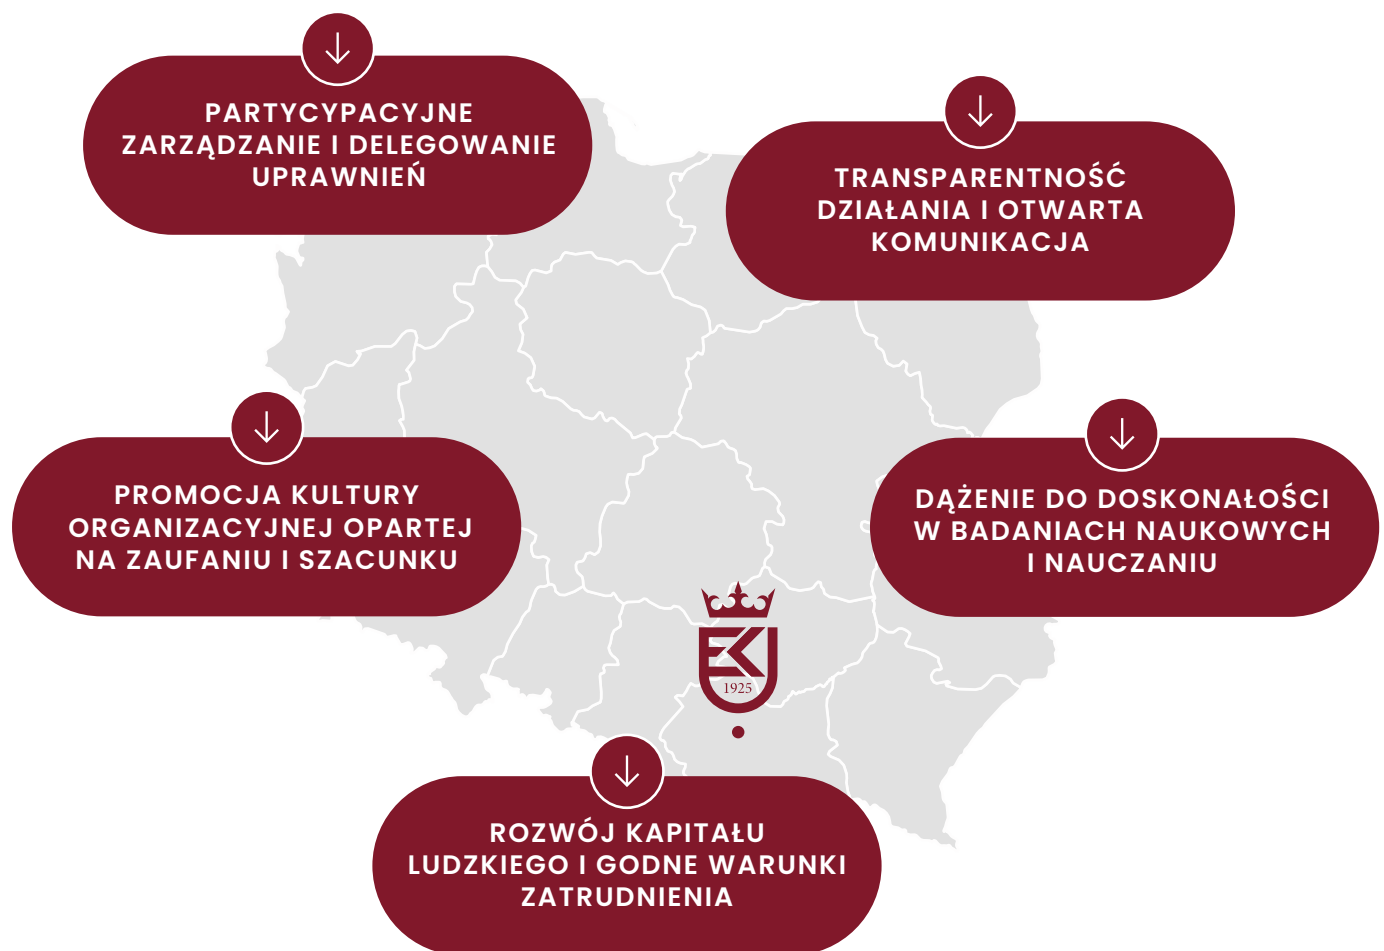 PARTYCYPACYJNE
ZARZĄDZANIE I DELEGOWANIE
UPRAWNIEŃ
TRANSPARENTNOŚĆ
DZIAŁANIA I OTWARTA
KOMUNIKACJA
PROMOCJA KULTURY
ORGANIZACYJNEJ OPARTEJ
NA ZAUFANIU I SZACUNKU
DĄŻENIE DO DOSKONAŁOŚCI
W BADANIACH NAUKOWYCH
I NAUCZANIU
EK
1925
ROZWÓJ KAPITAŁU
LUDZKIEGO I GODNE WARUNKI
ZATRUDNIENIA